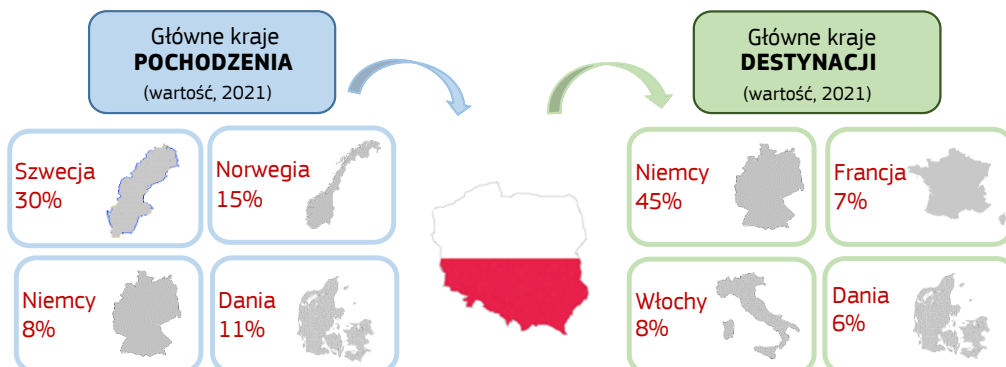 Główne kraje
POCHODZENIA
(wartość, 2021)
Główne kraje
DESTYNACJI
(wartość, 2021)
Szwecja
30%
Norwegia
15%
Niemcy
8%
Dania
11%
Niemcy
45%
Francja
7%
Włochy
8%
Dania
6%